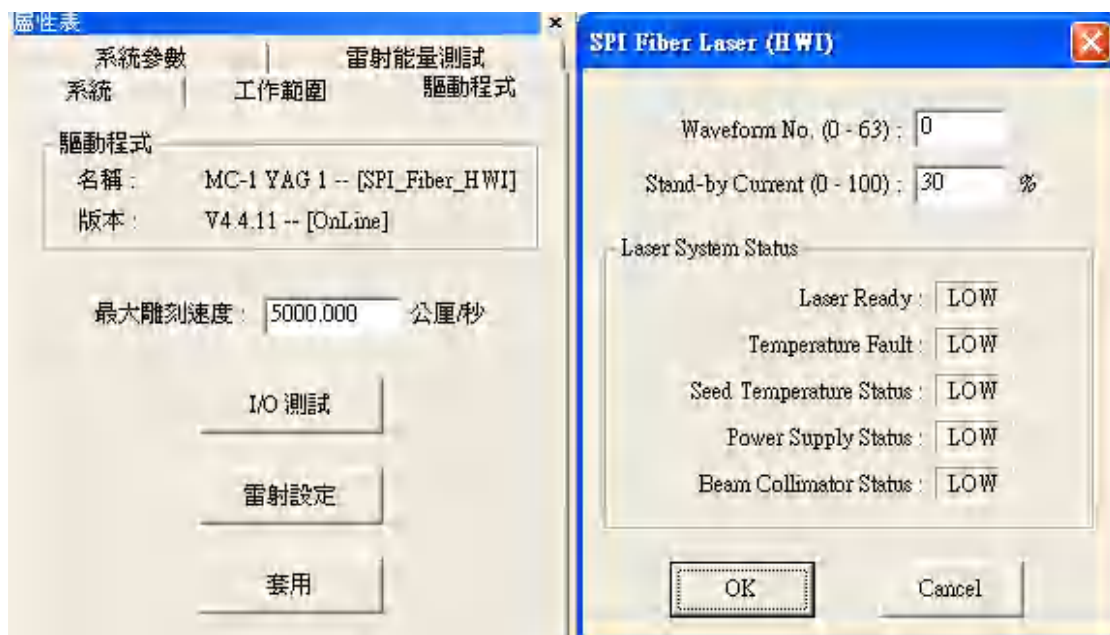 屬性表
系統參數 雷射能量測試
系統 工作範圍 驅動程式
驅動程式
名稱： MC-1 YAG 1 -- [SPI_Fiber_HWI]
版本： V4.4.11 -- [OnLine]
最大雕刻速度： 5000.000 公厘/秒
I/O 測試
雷射設定
套用
SPI Fiber Laser (HWI)
Waveform No. (0 - 63) : 0
Stand-by Current (0 - 100) : 30 %
Laser System Status
Laser Ready : LOW
Temperature Fault : LOW
Seed Temperature Status : LOW
Power Supply Status : LOW
Beam Collimator Status : LOW
OK Cancel